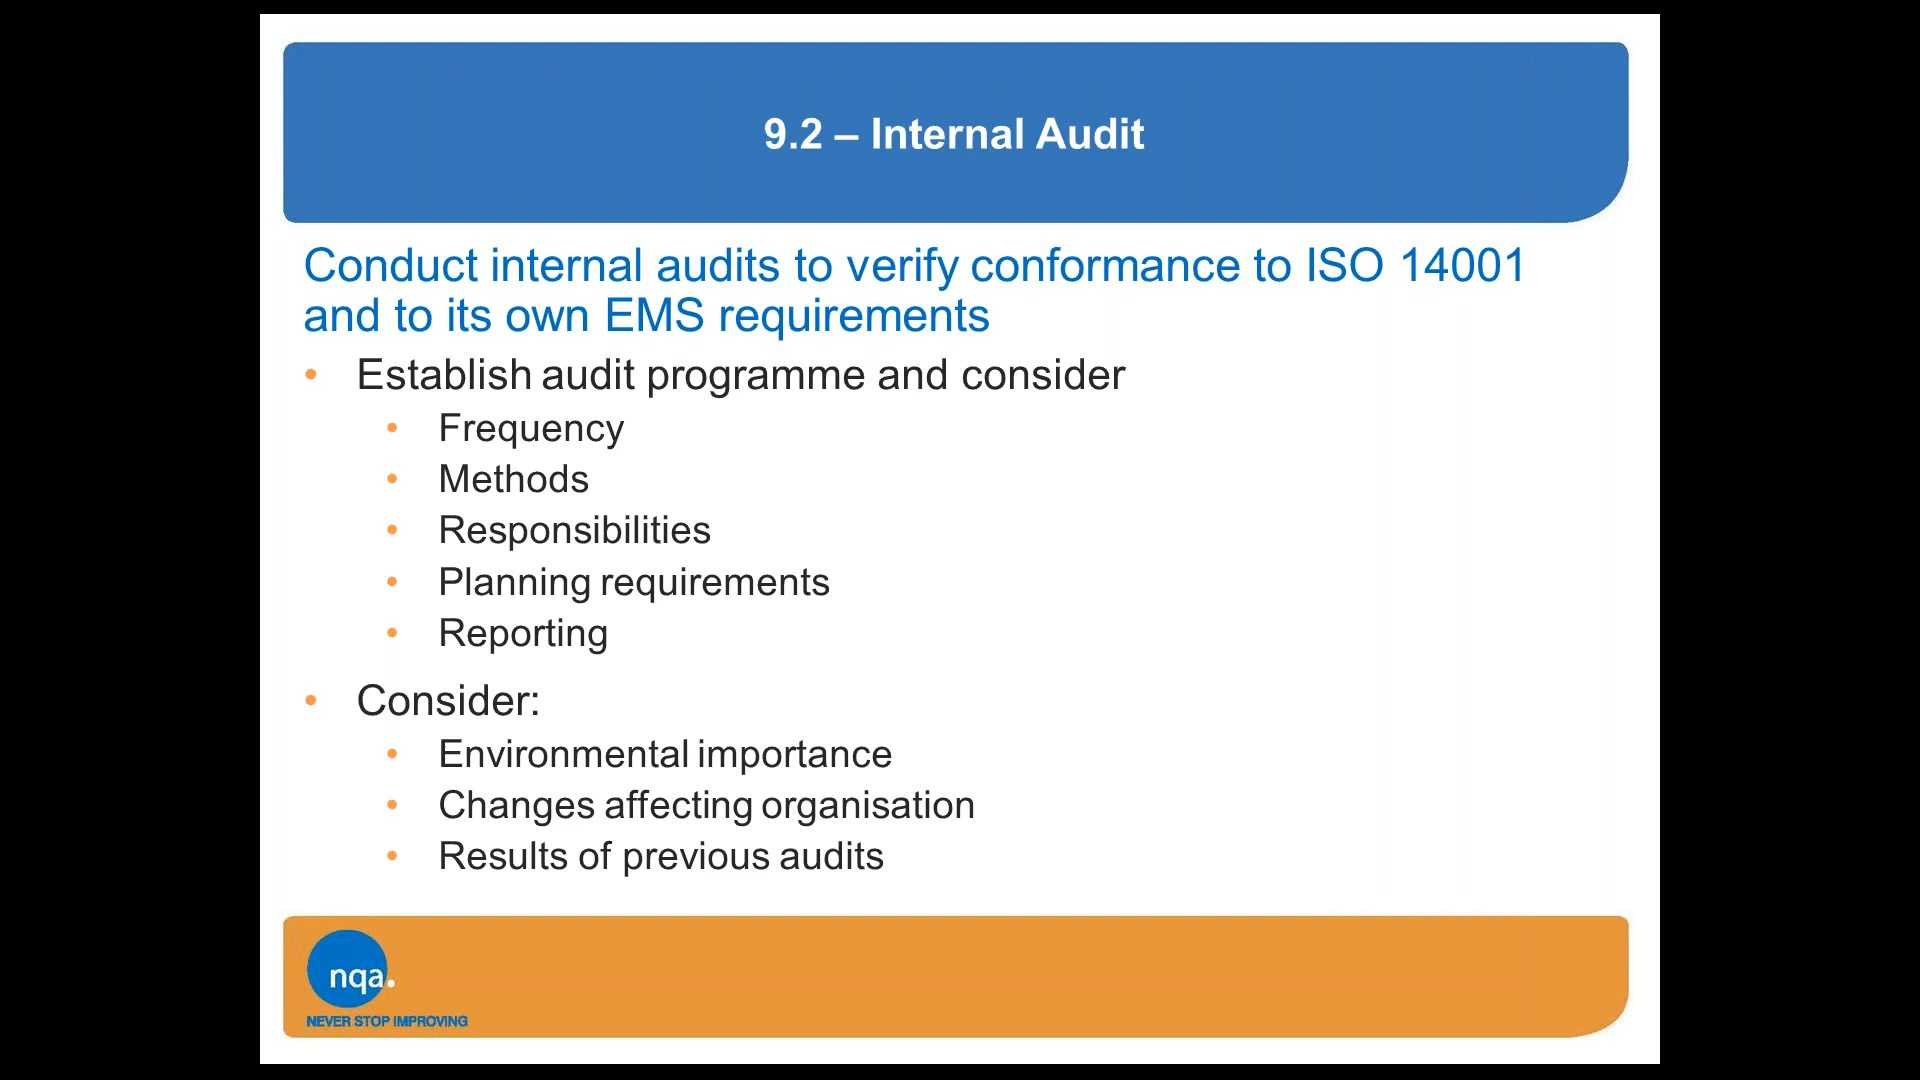 9.2 – Internal Audit
Conduct internal audits to verify conformance to ISO 14001
and to its own EMS requirements
• Establish audit programme and consider
• Frequency
• Methods
• Responsibilities
• Planning requirements
• Reporting
• Consider:
• Environmental importance
• Changes affecting organisation
• Results of previous audits
nqa.
NEVER STOP IMPROVING